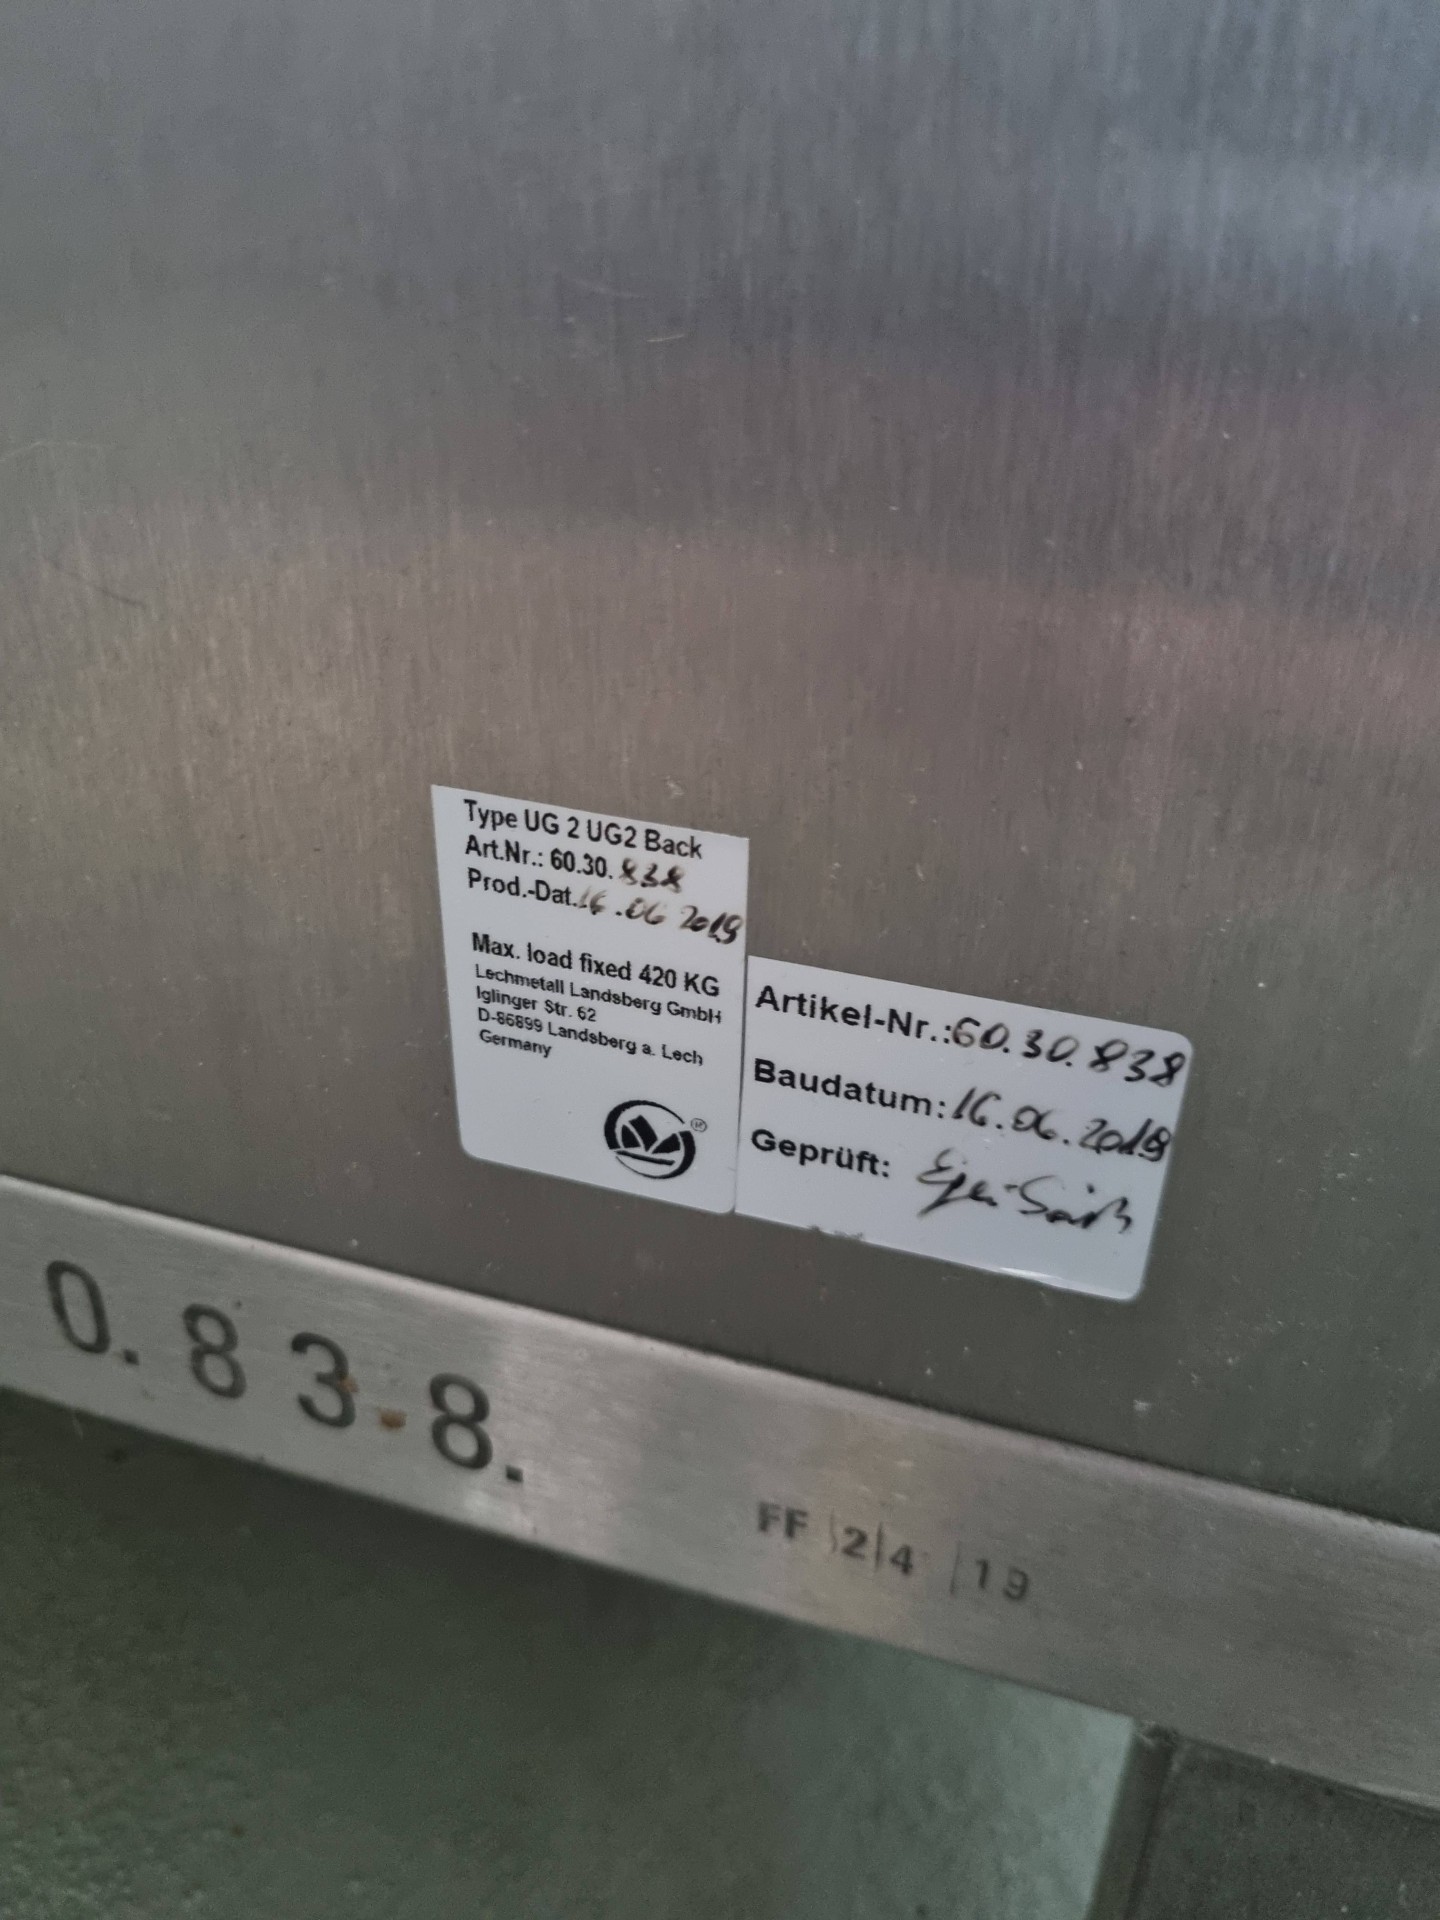 Type UG 2 UG2 Back
Art.Nr.: 60.30. 838
Prod.-Dat. 16.06 2019
Max. load fixed 420 KG
Lechmetall Landsberg GmbH
Iglinger Str. 62
D-86899 Landsberg a. Lech
Germany
®
Artikel-Nr.: 60.30.838
Baudatum: 16.06.2019
Geprüft:
0.838.
FF |2|4 |19